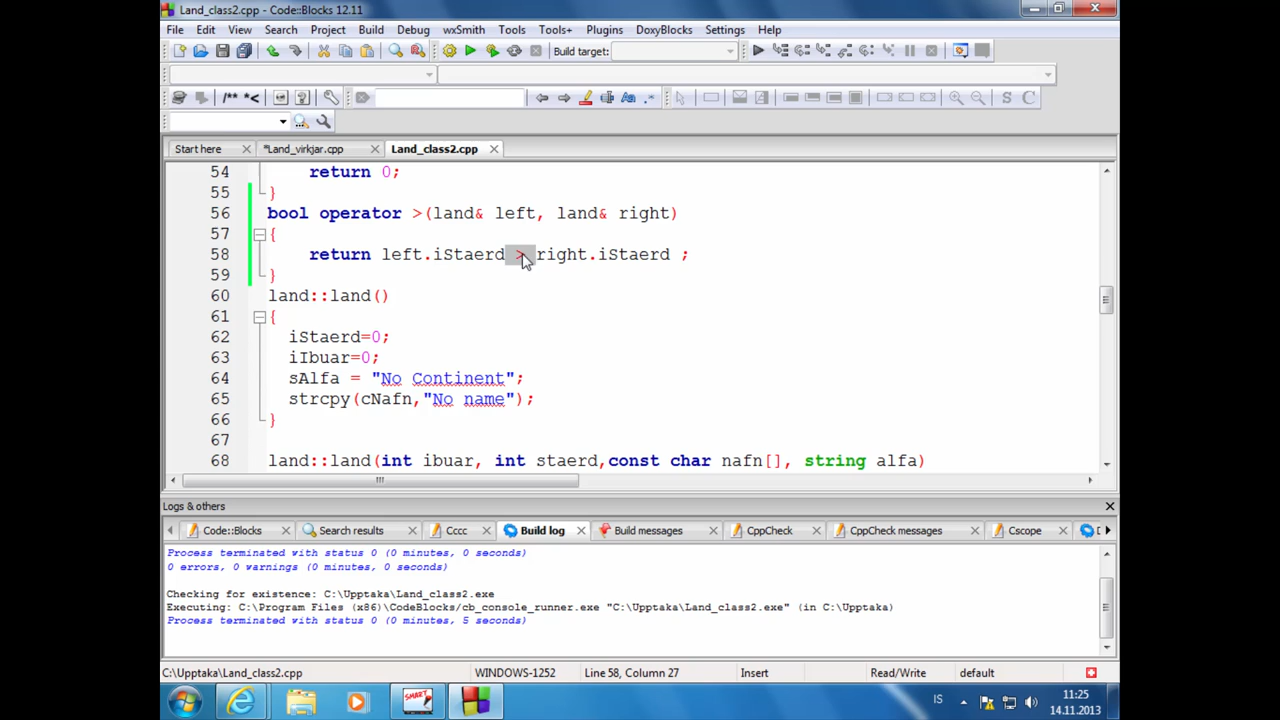 Land_class2.cpp - Code::Blocks 12.11
File Edit View Search Project Build Debug wxSmith Tools Tools+ Plugins DoxyBlocks Settings Help
Build target:
/** *<
Aa .*
S C
Start here *Land_virkjar.cpp Land_class2.cpp
54 return 0;
55 }
56 bool operator >(land& left, land& right)
57 {
58 return left.iStaerd > right.iStaerd ;
59 }
60 land::land()
61 {
62 iStaerd=0;
63 iIbuar=0;
64 sAlfa = "No Continent";
65 strcpy(cNafn,"No name");
66 }
67
68 land::land(int ibuar, int staerd,const char nafn[], string alfa)
Logs & others
Code::Blocks Search results Cccc Build log Build messages CppCheck CppCheck messages Cscope D
Process terminated with status 0 (0 minutes, 0 seconds)
0 errors, 0 warnings (0 minutes, 0 seconds)
Checking for existence: C:\Upptaka\Land_class2.exe
Executing: C:\Program Files (x86)\CodeBlocks/cb_console_runner.exe "C:\Upptaka\Land_class2.exe" (in C:\Upptaka)
Process terminated with status 0 (0 minutes, 5 seconds)
C:\Upptaka\Land_class2.cpp WINDOWS-1252 Line 58, Column 27 Insert Read/Write default
SMART IS 11:25
14.11.2013